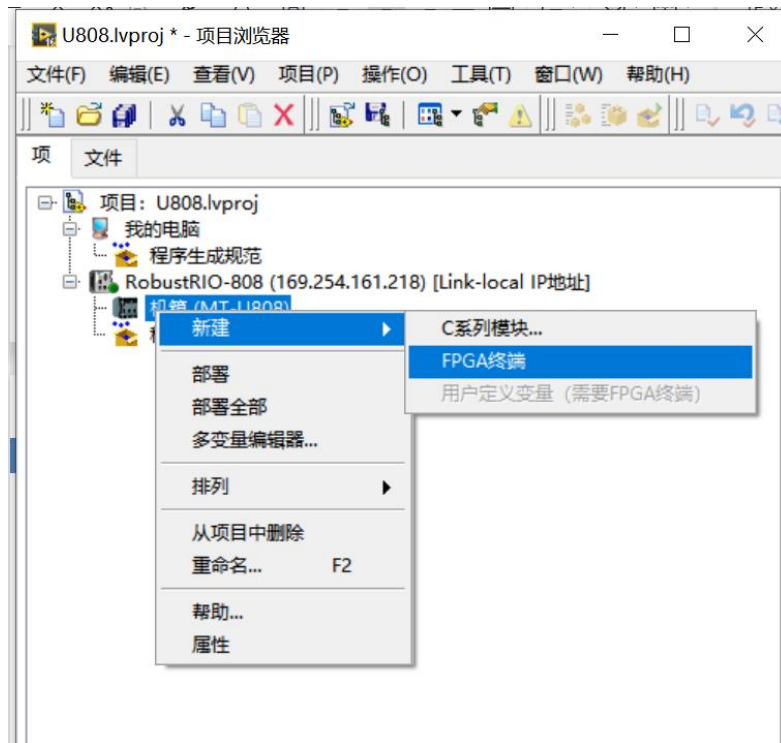 U808.lvproj * - 项目浏览器
文件(F) 编辑(E) 查看(V) 项目(P) 操作(O) 工具(T) 窗口(W) 帮助(H)
项 文件
项目: U808.lvproj
我的电脑
程序生成规范
RobustRIO-808 (169.254.161.218) [Link-local IP地址]
机箱 (MT-U808)
新建
部署
部署全部
多变量编辑器...
排列
从项目中删除
重命名... F2
帮助...
属性
C系列模块...
FPGA终端
用户定义变量 (需要FPGA终端)